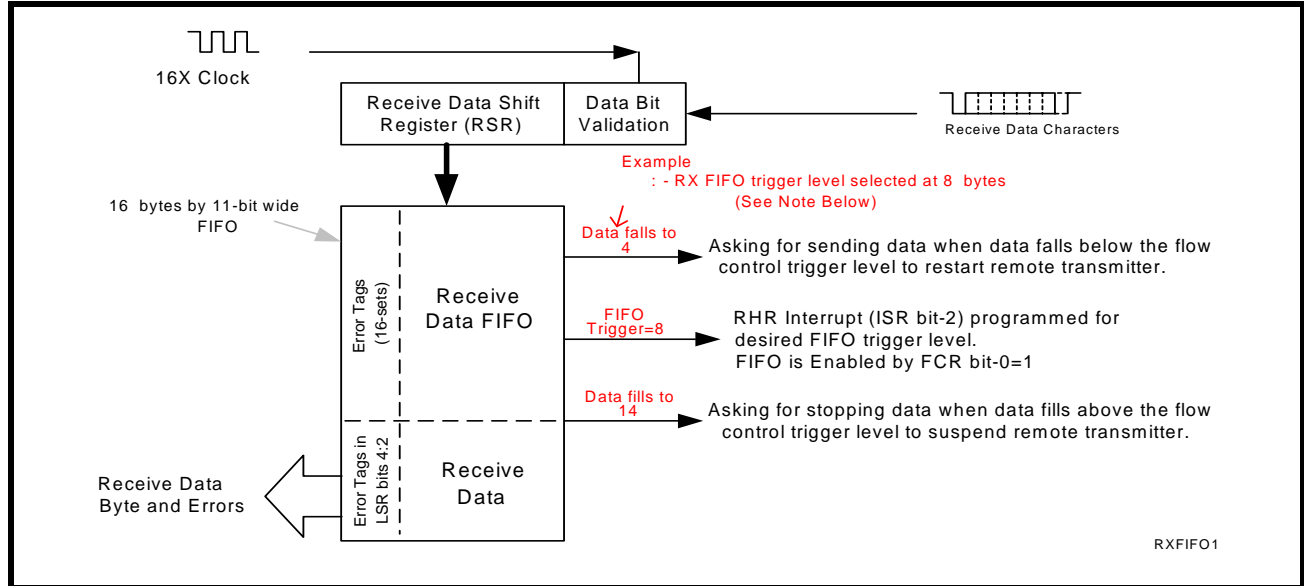 16X Clock
Receive Data Shift
Register (RSR)
Data Bit
Validation
Receive Data Characters
Example
: - RX FIFO trigger level selected at 8 bytes
(See Note Below)
16 bytes by 11-bit wide
FIFO
Error Tags
(16-sets)
Receive
Data FIFO
Data falls to
4
Asking for sending data when data falls below the flow
control trigger level to restart remote transmitter.
FIFO
Trigger=8
RHR Interrupt (ISR bit-2) programmed for
desired FIFO trigger level.
FIFO is Enabled by FCR bit-0=1
Data fills to
14
Asking for stopping data when data fills above the flow
control trigger level to suspend remote transmitter.
Error Tags in
LSR bits 4:2
Receive
Data
Receive Data
Byte and Errors
RXFIFO1